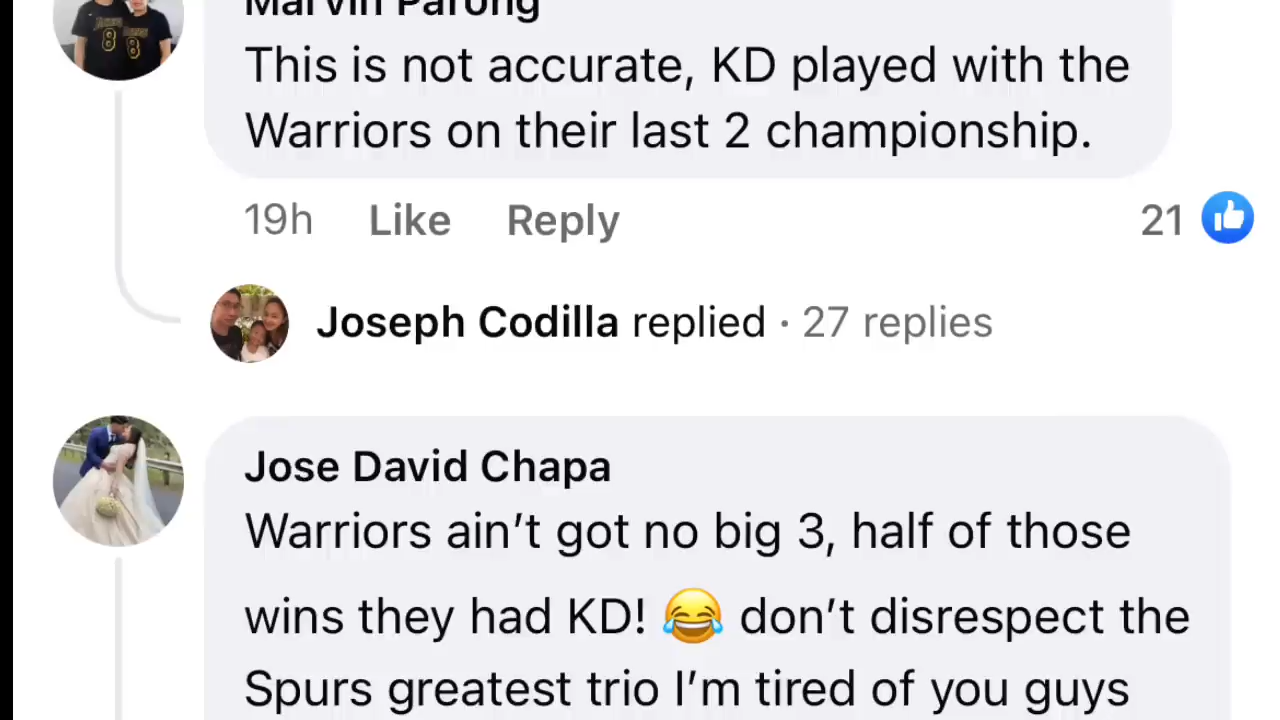 Marvin Parong
This is not accurate, KD played with the
Warriors on their last 2 championship.
19h Like Reply 21
Joseph Codilla replied · 27 replies
Jose David Chapa
Warriors ain’t got no big 3, half of those
wins they had KD! 😂 don’t disrespect the
Spurs greatest trio I’m tired of you guys